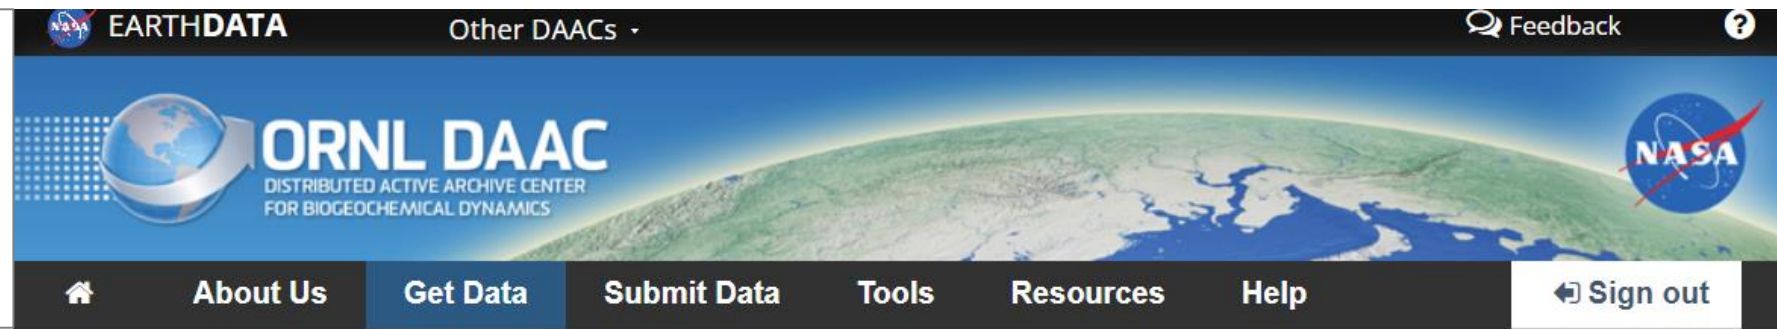 NASA EARTHDATA Other DAACs Feedback ?
ORNL DAAC
DISTRIBUTED ACTIVE ARCHIVE CENTER
FOR BIOGEOCHEMICAL DYNAMICS
NASA
About Us Get Data Submit Data Tools Resources Help Sign out